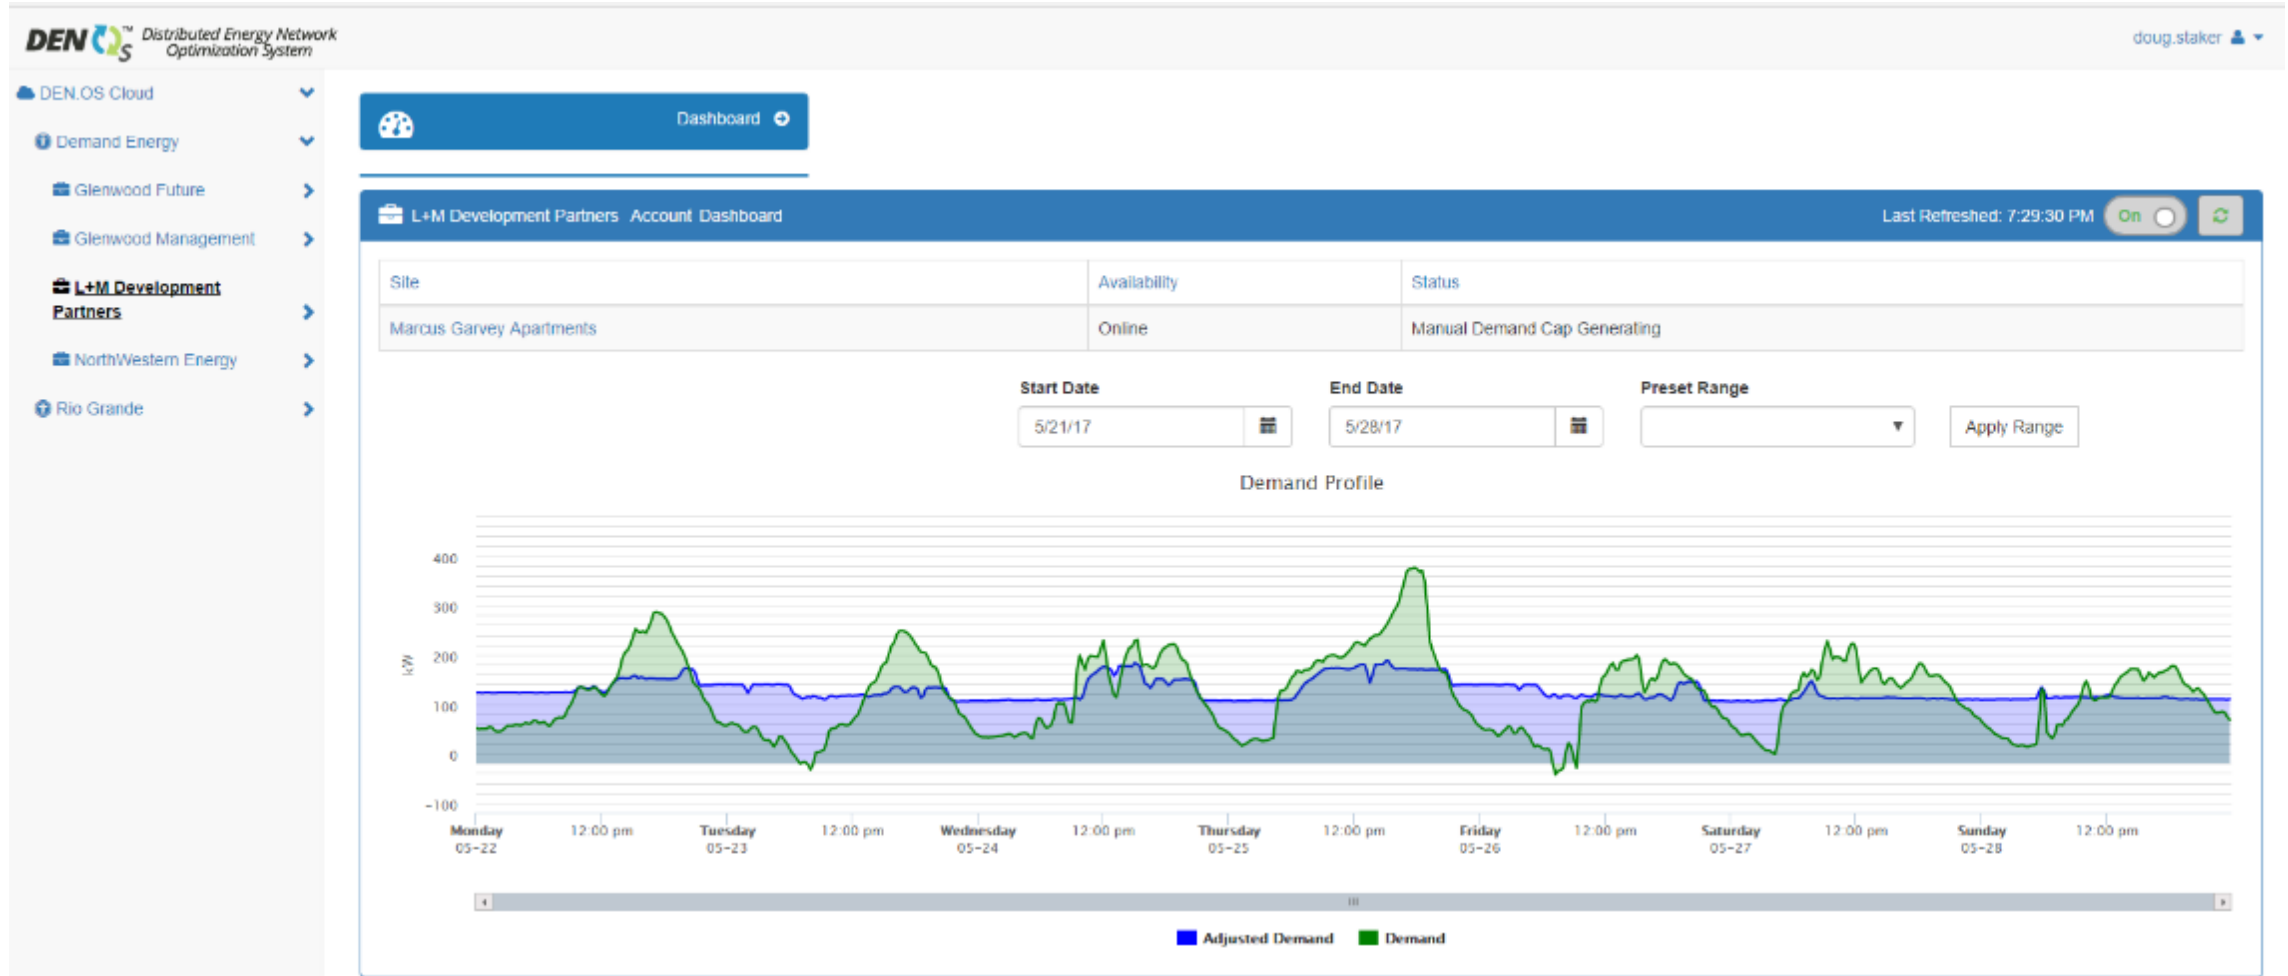 DEN OS™ Distributed Energy Network
Optimization System
doug.staker
DEN.OS Cloud
Demand Energy
Glenwood Future
Glenwood Management
L+M Development
Partners
NorthWestern Energy
Rio Grande
Dashboard
L+M Development Partners Account Dashboard
Last Refreshed: 7:29:30 PM On
Site Availability Status
Marcus Garvey Apartments Online Manual Demand Cap Generating
Start Date End Date Preset Range
5/21/17 5/28/17 Apply Range
Demand Profile
400
300
200
100
0
-100
kW
Monday 12:00 pm Tuesday 12:00 pm Wednesday 12:00 pm Thursday 12:00 pm Friday 12:00 pm Saturday 12:00 pm Sunday 12:00 pm
05-22 05-23 05-24 05-25 05-26 05-27 05-28
Adjusted Demand Demand